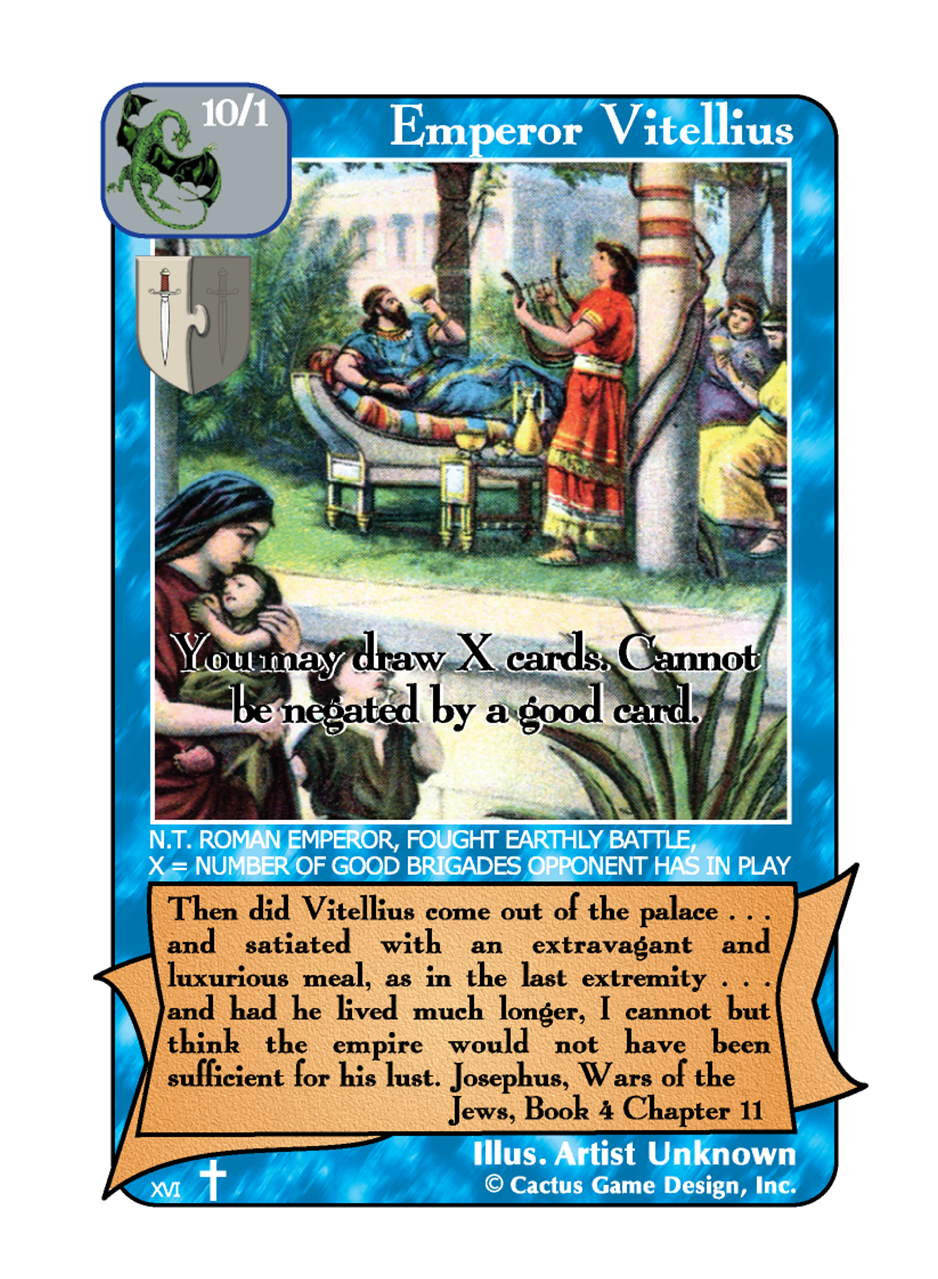 10/1
Emperor Vitellius
You may draw X cards. Cannot
be negated by a good card.
N.T. ROMAN EMPEROR, FOUGHT EARTHLY BATTLE,
X = NUMBER OF GOOD BRIGADES OPPONENT HAS IN PLAY
Then did Vitellius come out of the palace . . .
and satiated with an extravagant and
luxurious meal, as in the last extremity . . .
and had he lived much longer, I cannot but
think the empire would not have been
sufficient for his lust. Josephus, Wars of the
Jews, Book 4 Chapter 11
Illus. Artist Unknown
XVI
© Cactus Game Design, Inc.